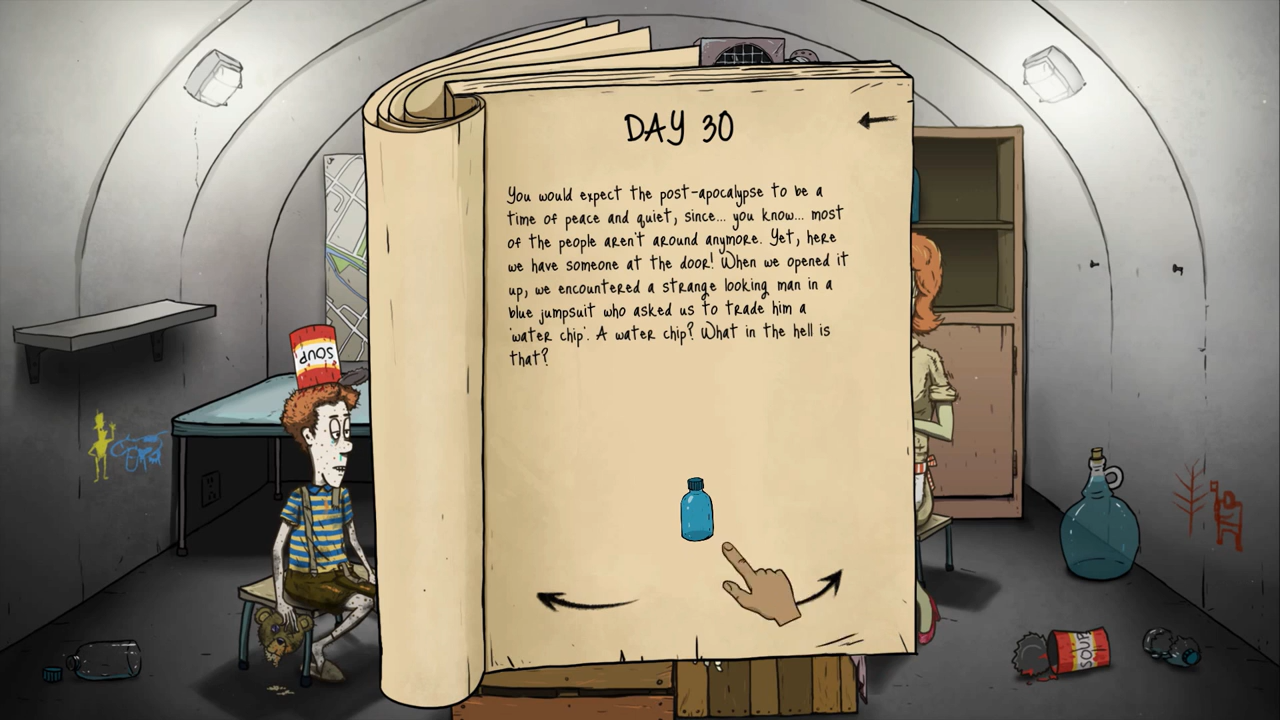 DAY 30
You would expect the post-apocalypse to be a
time of peace and quiet, since... you know... most
of the people aren't around anymore. Yet, here
we have someone at the door! When we opened it
up, we encountered a strange looking man in a
blue jumpsuit who asked us to trade him a
'water chip'. A water chip? What in the hell is
that?
SOUP
SOUP